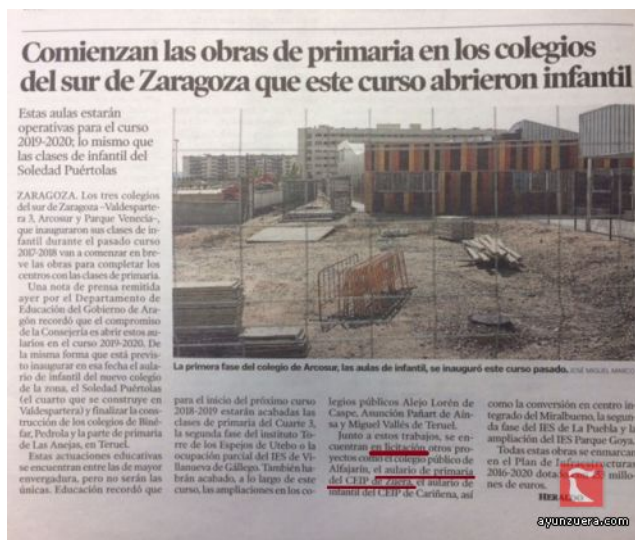 Comienzan las obras de primaria en los colegios
del sur de Zaragoza que este curso abrieron infantil
Estas aulas estarán
operativas para el curso
2019-2020; lo mismo que
las clases de infantil del
Soledad Puértolas
ZARAGOZA. Los tres colegios
del sur de Zaragoza –Valdesparte-
ra 3, Arcosur y Parque Venecia–,
que inauguraron sus clases de in-
fantil durante el pasado curso
2017-2018 van a comenzar en bre-
ve las obras para completar los
centros con las clases de primaria.
Una nota de prensa remitida
ayer por el Departamento de
Educación del Gobierno de Ara-
gón recordó que el compromiso
de la Consejería es abrir estos au-
larios en el curso 2019-2020. De
la misma forma que está previs-
to inaugurar en esa fecha el aula-
rio de infantil del nuevo colegio
de la zona, el Soledad Puértolas
(el cuarto que se construye en
Valdespartera) y finalizar la cons-
trucción de los colegios de Biné-
far, Pedrola y la parte de primaria
de Las Anejas, en Teruel.
Estas actuaciones educativas
se encuentran entre las de mayor
envergadura, pero no serán las
únicas. Educación recordó que
La primera fase del colegio de Arcosur, las aulas de infantil, se inauguró este curso pasado. JOSÉ MIGUEL MARCO
para el inicio del próximo curso
2018-2019 estarán acabadas las
clases de primaria del Cuarte 3,
la segunda fase del instituto To-
rre de los Espejos de Utebo o la
ocupación parcial del IES de Vi-
llanueva de Gállego. También ha-
brán acabado, a lo largo de este
curso, las ampliaciones en los co-
legios públicos Alejo Lorén de
Caspe, Asunción Pañart de Aín-
sa y Miguel Vallés de Teruel.
Junto a estos trabajos, se en-
cuentran en licitación otros pro-
yectos como el colegio público de
Alfajarín, el aulario de primaria
del CEIP de Zuera, el aulario de
infantil del CEIP de Cariñena, así
como la conversión en centro in-
tegrado del Miralbueno, la segun-
da fase del IES de La Puebla y la
ampliación del IES Parque Goya.
Todas estas obras se enmarcan
en el Plan de Infraestructuras
2016-2020 millo-
nes de euros.
HERALDO
ayunzuera.com